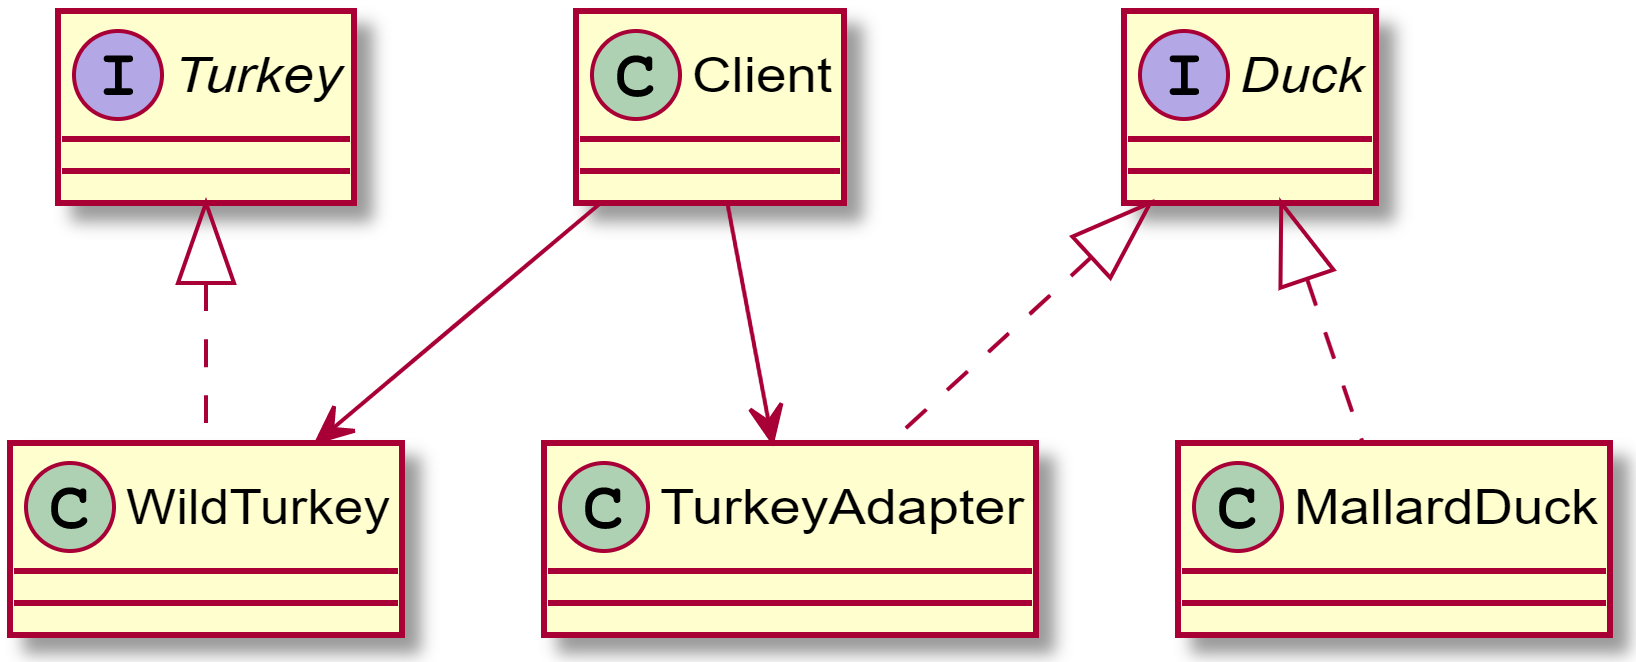 I Turkey
C Client
I Duck
C WildTurkey
C TurkeyAdapter
C MallardDuck